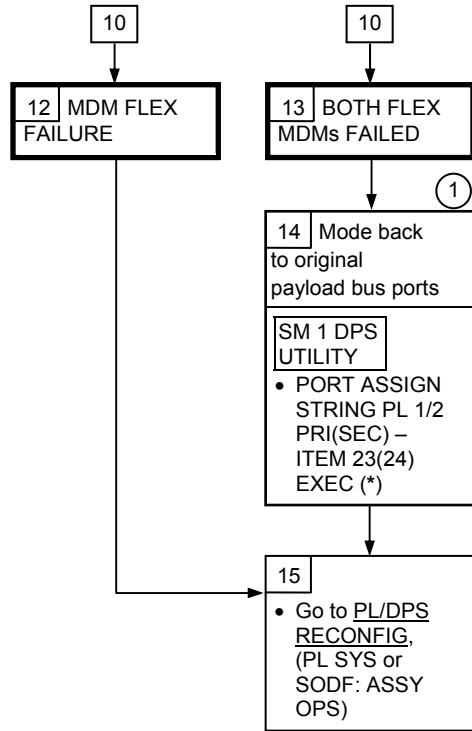 10
10
12 MDM FLEX
FAILURE
13 BOTH FLEX
MDMs FAILED
1
14 Mode back
to original
payload bus ports
SM 1 DPS
UTILITY
• PORT ASSIGN
STRING PL 1/2
PRI(SEC) –
ITEM 23(24)
EXEC (*)
15
• Go to PL/DPS
RECONFIG,
(PL SYS or
SODF: ASSY
OPS)